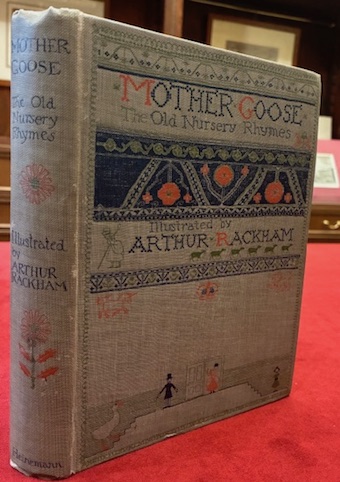 MOTHER
GOOSE
The Old
Nursery
Rhymes
Illustrated
by
ARTHUR
RACKHAM
Heinemann
MOTHER GOOSE
The Old Nursery Rhymes
Illustrated by
ARTHUR RACKHAM